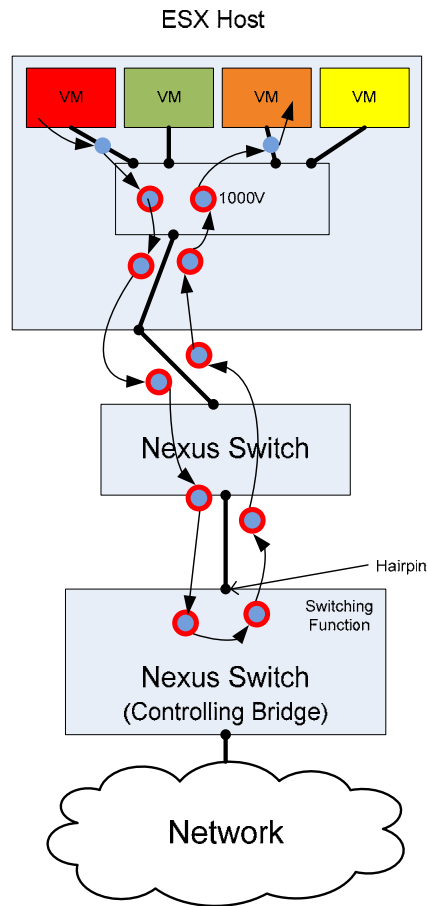 ESX Host
VM
VM
VM
VM
1000V
Nexus Switch
Hairpin
Switching
Function
Nexus Switch
(Controlling Bridge)
Network